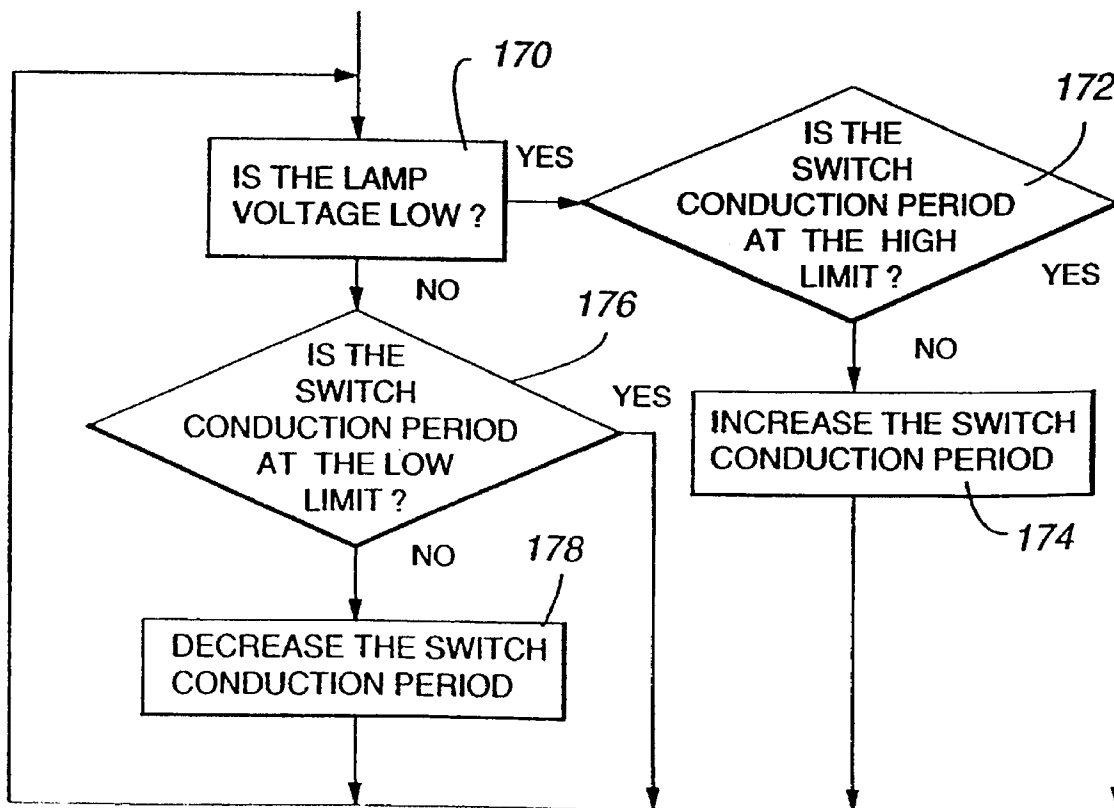 170
IS THE LAMP
VOLTAGE LOW ?
YES
172
IS THE
SWITCH
CONDUCTION PERIOD
AT THE HIGH
LIMIT ?
YES
NO
NO
176
IS THE
SWITCH
CONDUCTION PERIOD
AT THE LOW
LIMIT ?
YES
INCREASE THE SWITCH
CONDUCTION PERIOD
174
NO
178
DECREASE THE SWITCH
CONDUCTION PERIOD